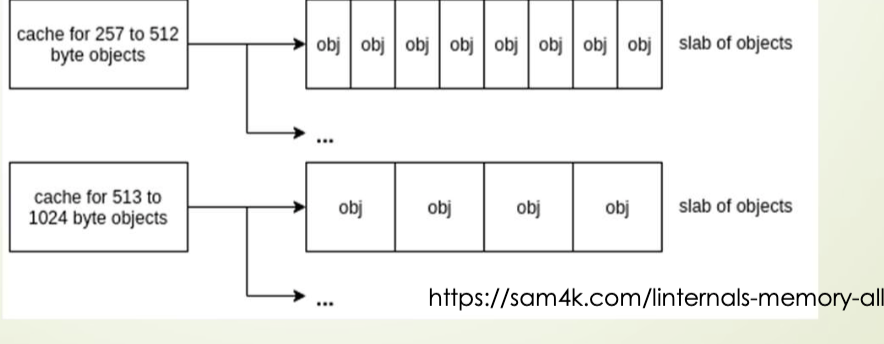 cache for 257 to 512
byte objects
obj obj obj obj obj obj obj obj
slab of objects
...
cache for 513 to
1024 byte objects
obj obj obj obj
slab of objects
...
https://sam4k.com/linternals-memory-all